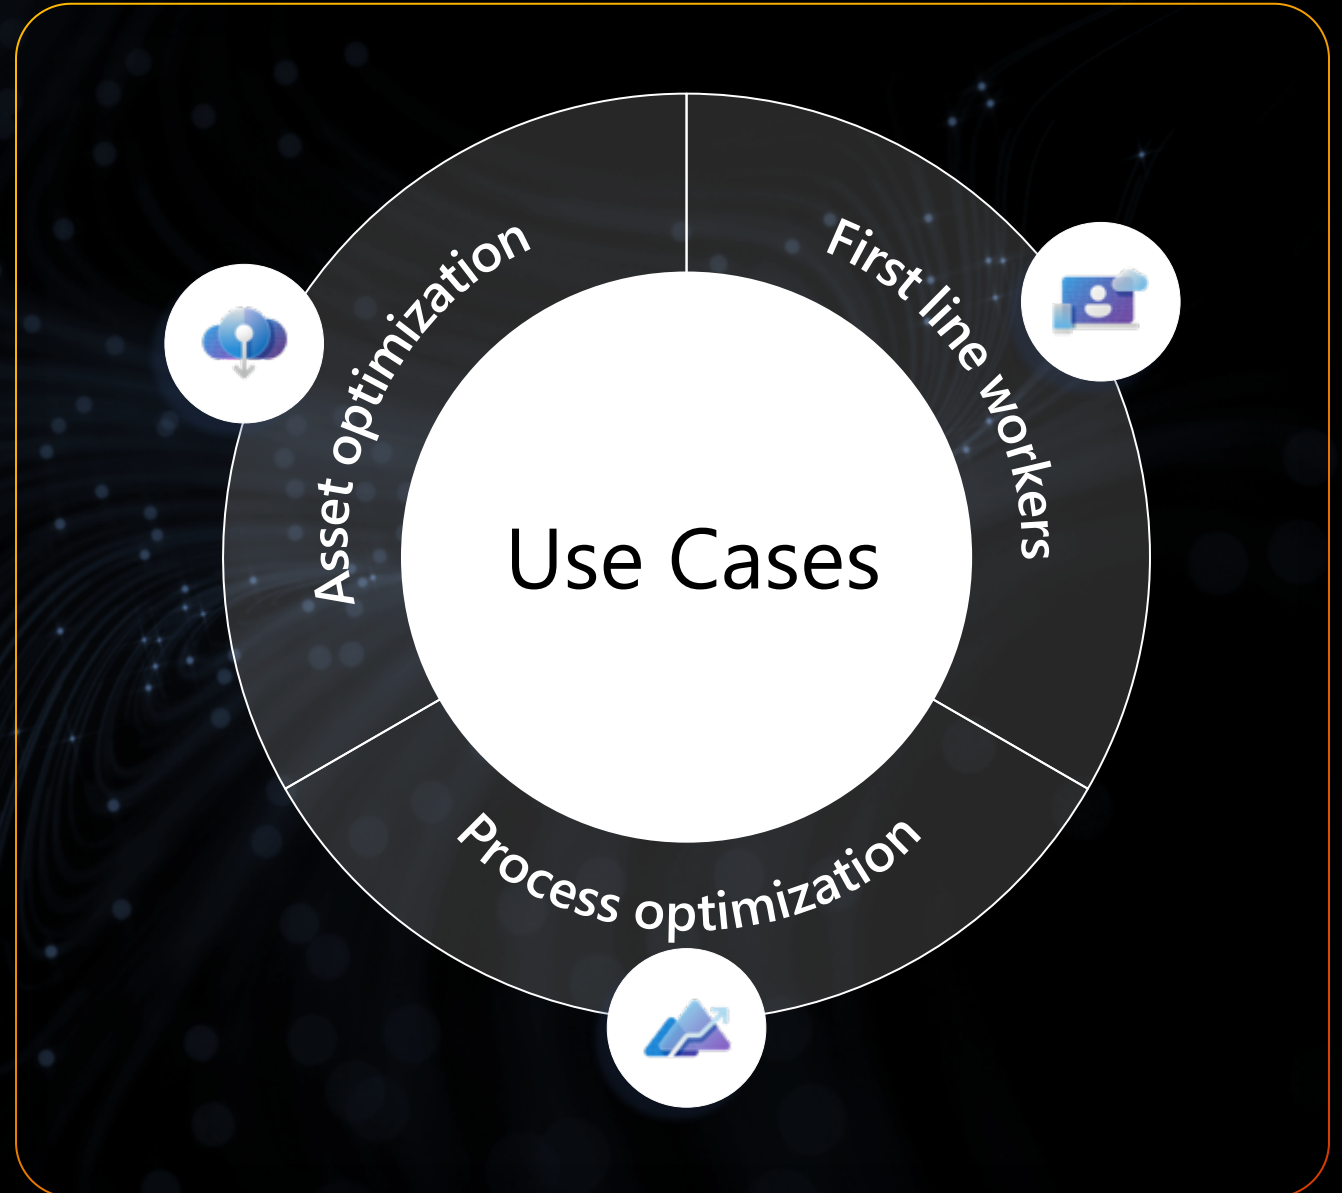 Asset optimization
First line workers
Use Cases
Process optimization